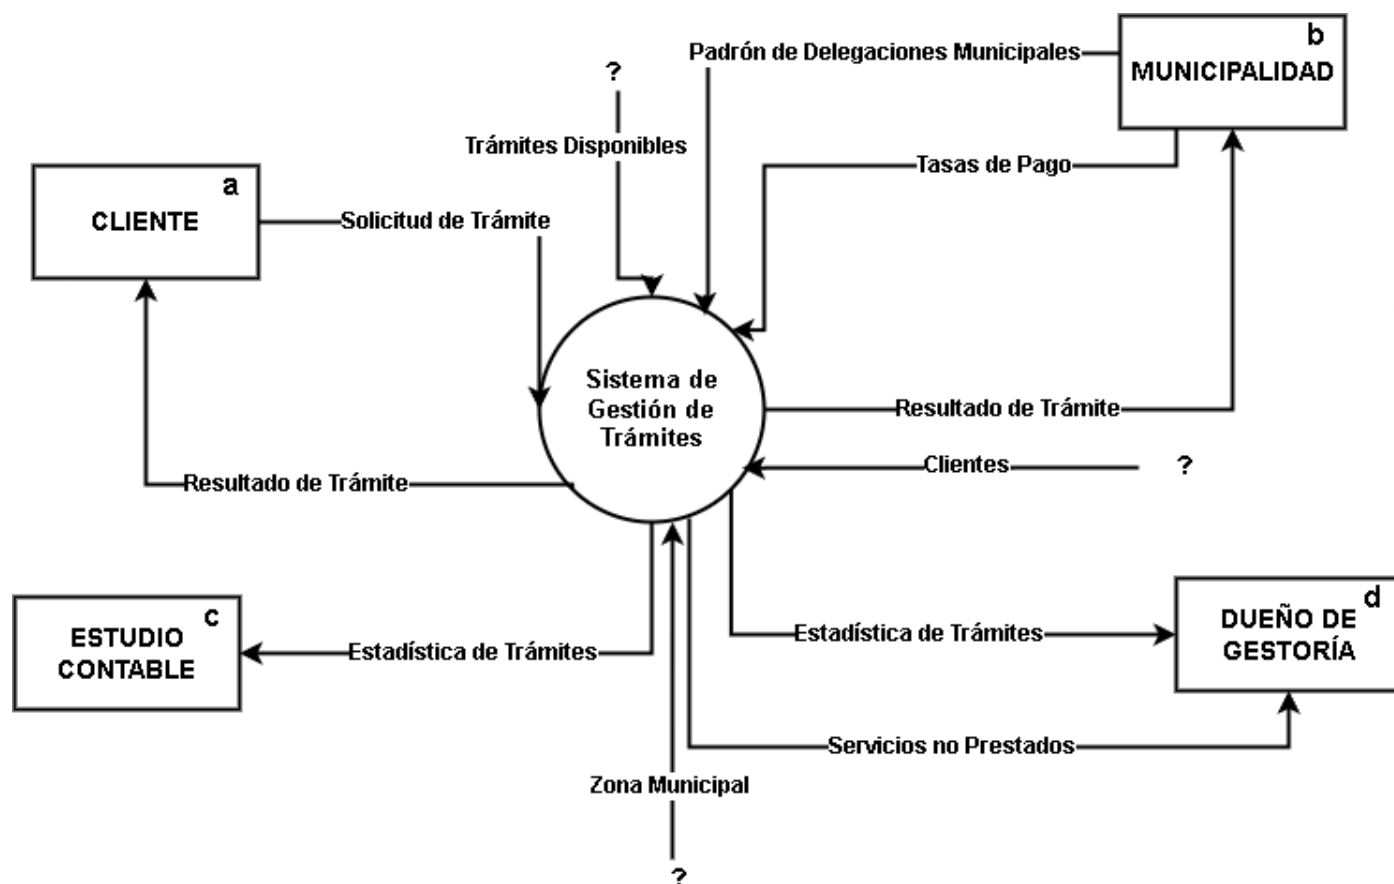 b
Padrón de Delegaciones Municipales
MUNICIPALIDAD
?
Trámites Disponibles
Tasas de Pago
a
CLIENTE
Solicitud de Trámite
Sistema de
Gestión de
Trámites
Resultado de Trámite
Clientes
?
Resultado de Trámite
c
ESTUDIO
CONTABLE
Estadística de Trámites
d
DUEÑO DE
GESTORÍA
Estadística de Trámites
Servicios no Prestados
Zona Municipal
?